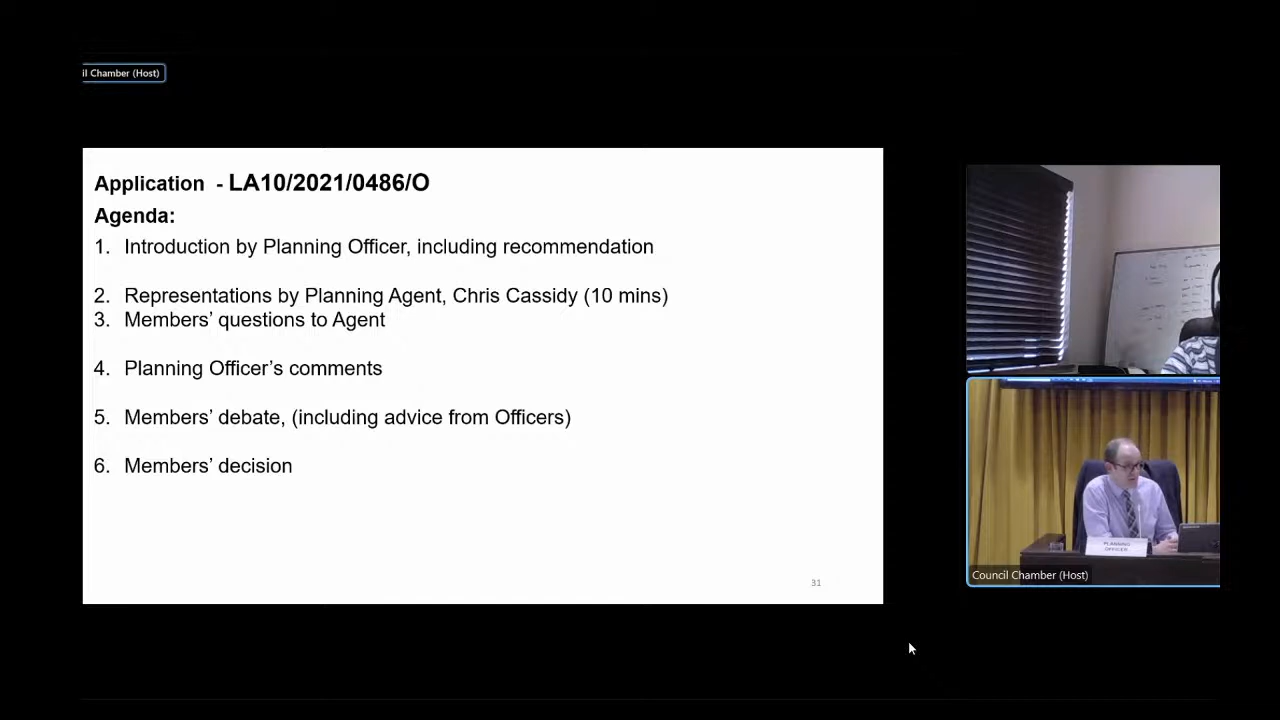 il Chamber (Host)
Application - LA10/2021/0486/O
Agenda:
1. Introduction by Planning Officer, including recommendation
2. Representations by Planning Agent, Chris Cassidy (10 mins)
3. Members’ questions to Agent
4. Planning Officer’s comments
5. Members’ debate, (including advice from Officers)
6. Members’ decision
31
PLANNING
OFFICER
Council Chamber (Host)